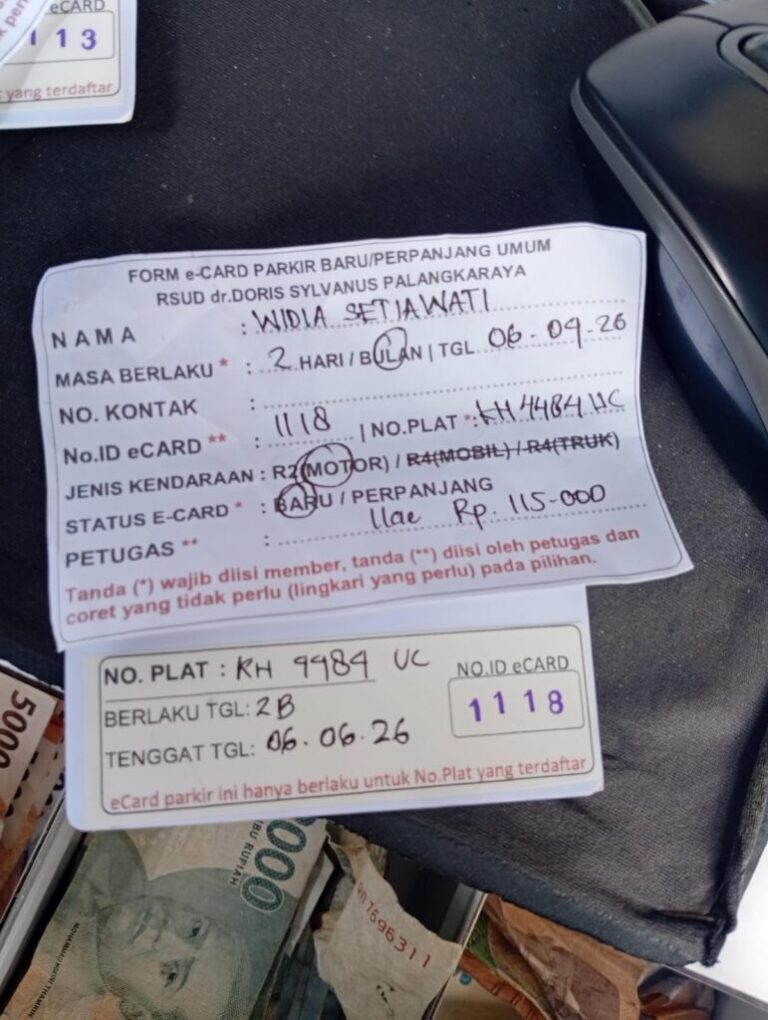 eCARD
113
yang terdaftar
FORM e-CARD PARKIR BARU/PERPANJANG UMUM
RSUD dr.DORIS SYLVANUS PALANGKARAYA
NAMA : WIDIA SETIAWATI
MASA BERLAKU * : 2 HARI / BULAN | TGL 06-04-26
NO. KONTAK :
No.ID eCARD ** : 1118 | NO.PLAT *: KH 4484 UC
JENIS KENDARAAN : R2(MOTOR) / R4(MOBIL) / R4(TRUK)
STATUS E-CARD * : BARU / PERPANJANG
PETUGAS ** : Rp. 115-000
Tanda (*) wajib diisi member, tanda (**) diisi oleh petugas dan
coret yang tidak perlu (lingkari yang perlu) pada pilihan.
NO. PLAT : KH 4484 UC
NO.ID eCARD
1118
BERLAKU TGL: 2B
TENGGAT TGL: 06.06.26
eCard parkir ini hanya berlaku untuk No.Plat yang terdaftar
5000
000
IBU RUPIAH